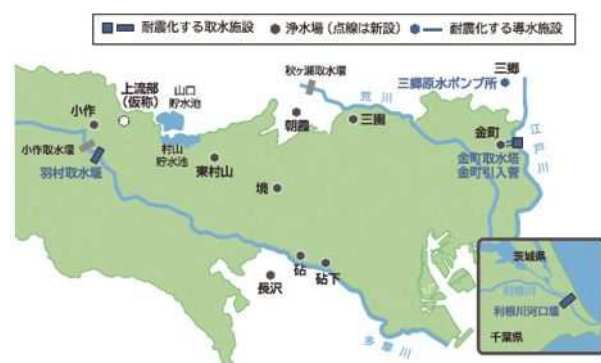 耐震化する取水施設 浄水場(点線は新設) 耐震化する導水施設
秋ヶ瀬取水堰
三郷
三郷原水ポンプ所
上流部
(仮称)
山口
貯水池
荒川
小作
朝霞
三園
金町
江戸川
小作取水堰
村山
貯水池
金町取水塔
金町引入管
羽村取水堰
東村山
境
茨城県
砧
砧下
利根川
長沢
利根川河口堰
多摩川
千葉県